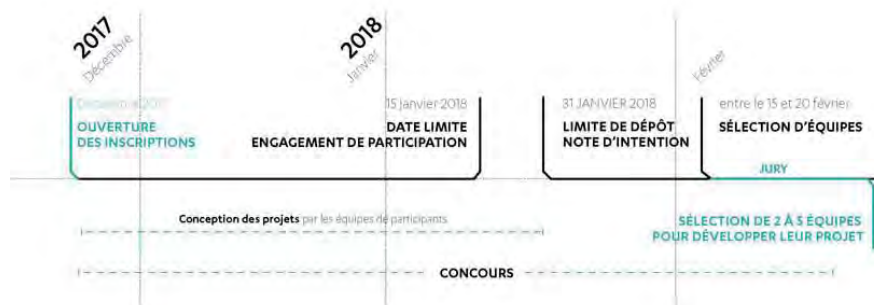 2017
Décembre
2018
Janvier
Février
Décembre 2017
OUVERTURE
DES INSCRIPTIONS
15 janvier 2018
DATE LIMITE
ENGAGEMENT DE PARTICIPATION
31 JANVIER 2018
LIMITE DE DÉPÔT
NOTE D'INTENTION
entre le 15 et 20 février
SÉLECTION D'ÉQUIPES
JURY
Conception des projets par les équipes de participants
SÉLECTION DE 2 À 5 ÉQUIPES
POUR DÉVELOPPER LEUR PROJET
CONCOURS